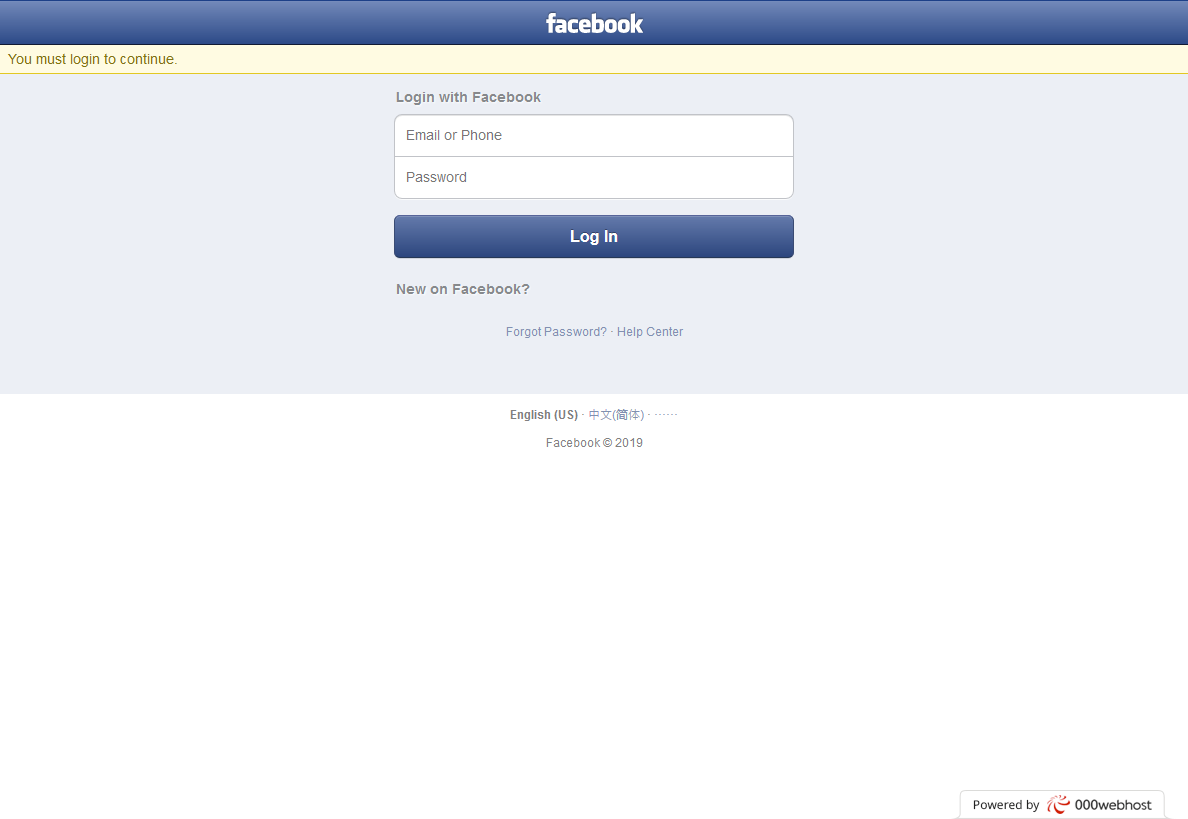 facebook
You must login to continue.
Login with Facebook
Email or Phone
Password
Log In
New on Facebook?
Forgot Password? · Help Center
English (US) · 中文(简体) · ······
Facebook © 2019
Powered by 000webhost